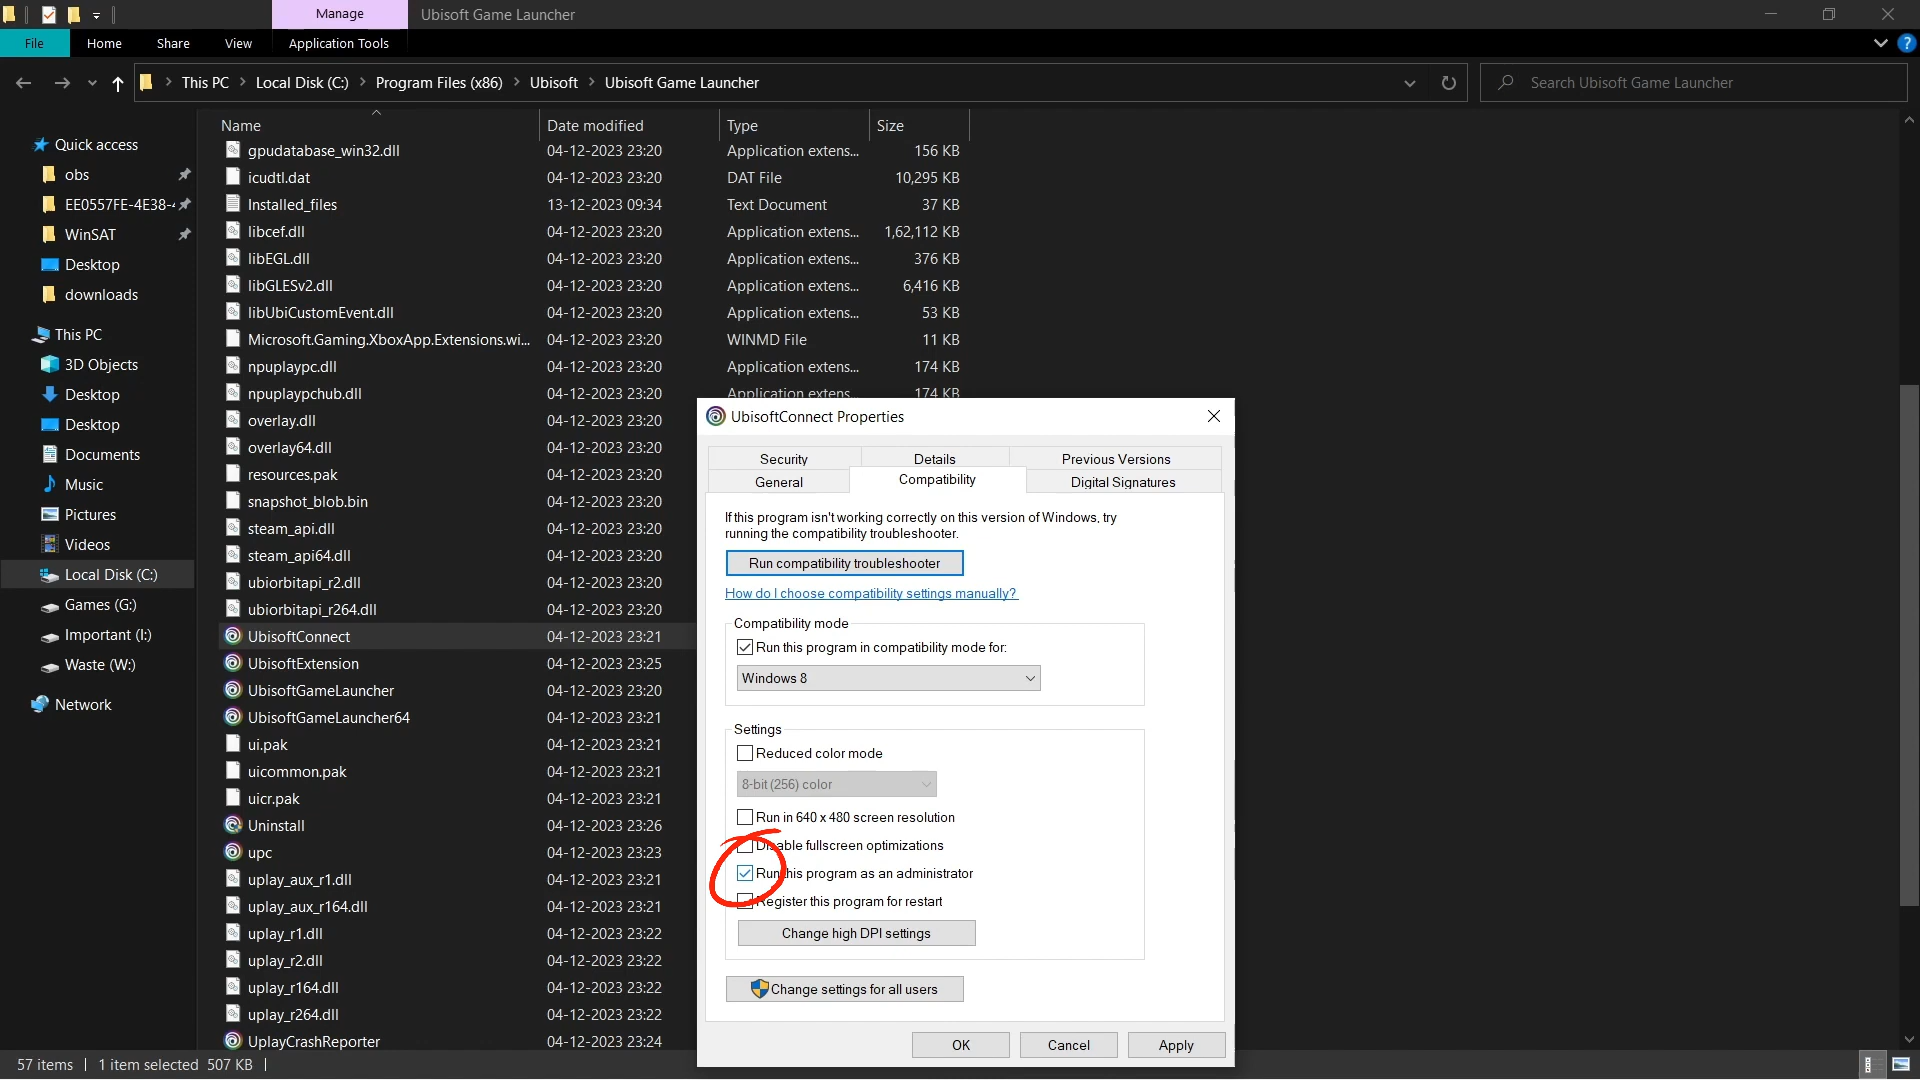 Manage
Ubisoft Game Launcher
File
Home
Share
View
Application Tools
This PC
Local Disk (C:)
Program Files (x86)
Ubisoft
Ubisoft Game Launcher
Search Ubisoft Game Launcher
Quick access
obs
EE0557FE-4E38-
WinSAT
Desktop
downloads
This PC
3D Objects
Desktop
Desktop
Documents
Music
Pictures
Videos
Local Disk (C:)
Games (G:)
Important (I:)
Waste (W:)
Network
Name Date modified Type Size
gpudatabase_win32.dll 04-12-2023 23:20 Application extens... 156 KB
icudtl.dat 04-12-2023 23:20 DAT File 10,295 KB
Installed_files 13-12-2023 09:34 Text Document 37 KB
libcef.dll 04-12-2023 23:20 Application extens... 1,62,112 KB
libEGL.dll 04-12-2023 23:20 Application extens... 376 KB
libGLESv2.dll 04-12-2023 23:20 Application extens... 6,416 KB
libUbiCustomEvent.dll 04-12-2023 23:20 Application extens... 53 KB
Microsoft.Gaming.XboxApp.Extensions.wi... 04-12-2023 23:20 WINMD File 11 KB
npuplaypc.dll 04-12-2023 23:20 Application extens... 174 KB
npuplaypchub.dll 04-12-2023 23:20 Application extens... 174 KB
overlay.dll 04-12-2023 23:20
overlay64.dll 04-12-2023 23:20
resources.pak 04-12-2023 23:20
snapshot_blob.bin 04-12-2023 23:20
steam_api.dll 04-12-2023 23:20
steam_api64.dll 04-12-2023 23:20
ubiorbitapi_r2.dll 04-12-2023 23:20
ubiorbitapi_r264.dll 04-12-2023 23:20
UbisoftConnect 04-12-2023 23:21
UbisoftExtension 04-12-2023 23:25
UbisoftGameLauncher 04-12-2023 23:20
UbisoftGameLauncher64 04-12-2023 23:21
ui.pak 04-12-2023 23:21
uicommon.pak 04-12-2023 23:21
uicr.pak 04-12-2023 23:21
Uninstall 04-12-2023 23:26
upc 04-12-2023 23:23
uplay_aux_r1.dll 04-12-2023 23:21
uplay_aux_r164.dll 04-12-2023 23:21
uplay_r1.dll 04-12-2023 23:22
uplay_r2.dll 04-12-2023 23:22
uplay_r164.dll 04-12-2023 23:22
uplay_r264.dll 04-12-2023 23:22
UplayCrashReporter 04-12-2023 23:24
UbisoftConnect Properties
Security Details Previous Versions
General Compatibility Digital Signatures
If this program isn't working correctly on this version of Windows, try
running the compatibility troubleshooter.
Run compatibility troubleshooter
How do I choose compatibility settings manually?
Compatibility mode
Run this program in compatibility mode for:
Windows 8
Settings
Reduced color mode
8-bit (256) color
Run in 640 x 480 screen resolution
Disable fullscreen optimizations
Run this program as an administrator
Register this program for restart
Change high DPI settings
Change settings for all users
OK
Cancel
Apply
57 items
1 item selected 507 KB